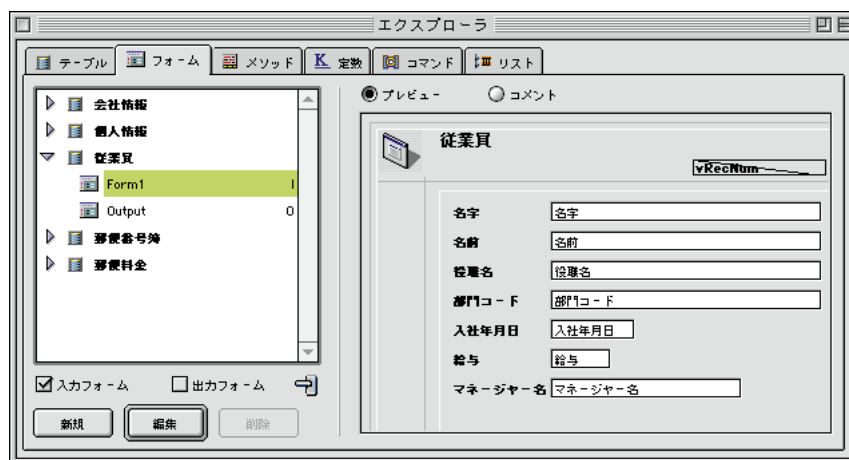 エクスプローラ
テーブル フォーム メソッド K 定数 コマンド リスト
会社情報
個人情報
従業員
Form1 I
Output O
郵便番号簿
郵便料金
入力フォーム 出力フォーム
新規 編集 削除
プレビュー コメント
従業員
vRecNum
名字 名字
名前 名前
役職名 役職名
部門コード 部門コード
入社年月日 入社年月日
給与 給与
マネージャー名 マネージャー名